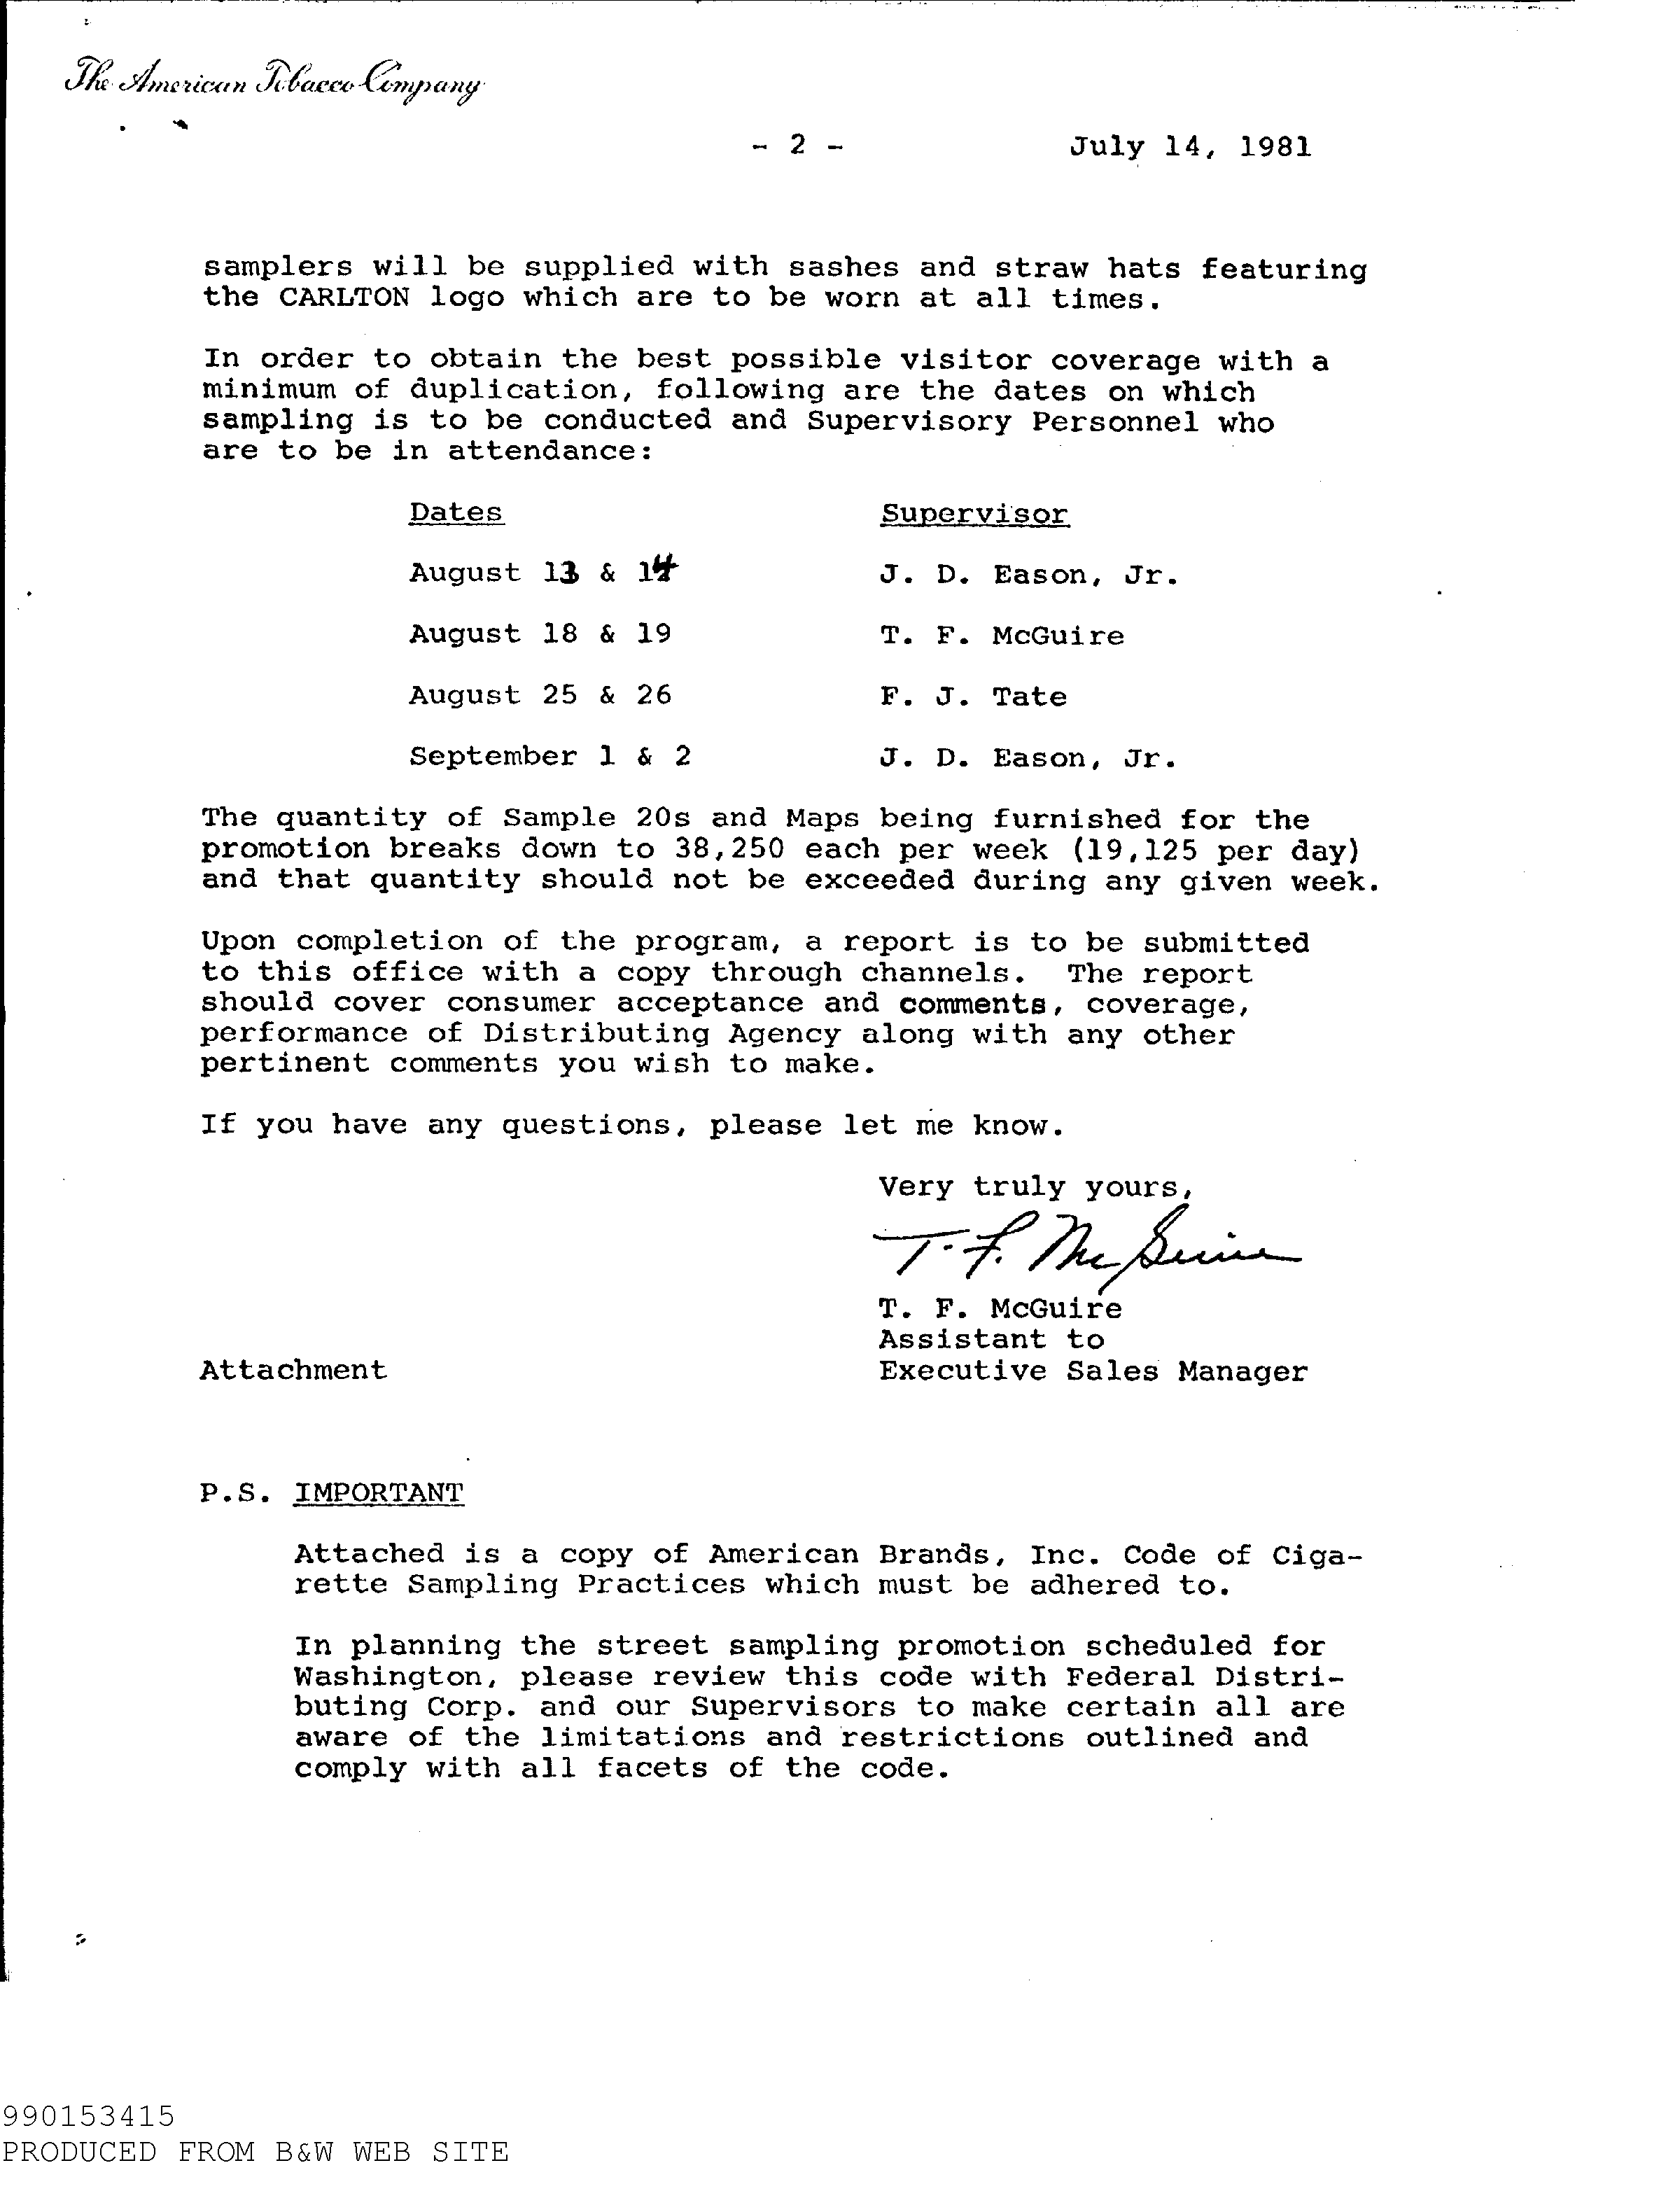 The American Tobacco Company
- 2 - July 14, 1981
samplers will be supplied with sashes and straw hats featuring
the CARLTON logo which are to be worn at all times.
In order to obtain the best possible visitor coverage with a
minimum of duplication, following are the dates on which
sampling is to be conducted and Supervisory Personnel who
are to be in attendance:
Dates Supervisor
August 13 & 14 J. D. Eason, Jr.
August 18 & 19 T. F. McGuire
August 25 & 26 F. J. Tate
September 1 & 2 J. D. Eason, Jr.
The quantity of Sample 20s and Maps being furnished for the
promotion breaks down to 38,250 each per week (19,125 per day)
and that quantity should not be exceeded during any given week.
Upon completion of the program, a report is to be submitted
to this office with a copy through channels. The report
should cover consumer acceptance and comments, coverage,
performance of Distributing Agency along with any other
pertinent comments you wish to make.
If you have any questions, please let me know.
Very truly yours,
T. F. McGuire
T. F. McGuire
Assistant to
Attachment Executive Sales Manager
P.S. IMPORTANT
Attached is a copy of American Brands, Inc. Code of Ciga-
rette Sampling Practices which must be adhered to.
In planning the street sampling promotion scheduled for
Washington, please review this code with Federal Distri-
buting Corp. and our Supervisors to make certain all are
aware of the limitations and restrictions outlined and
comply with all facets of the code.
990153415
PRODUCED FROM B&W WEB SITE